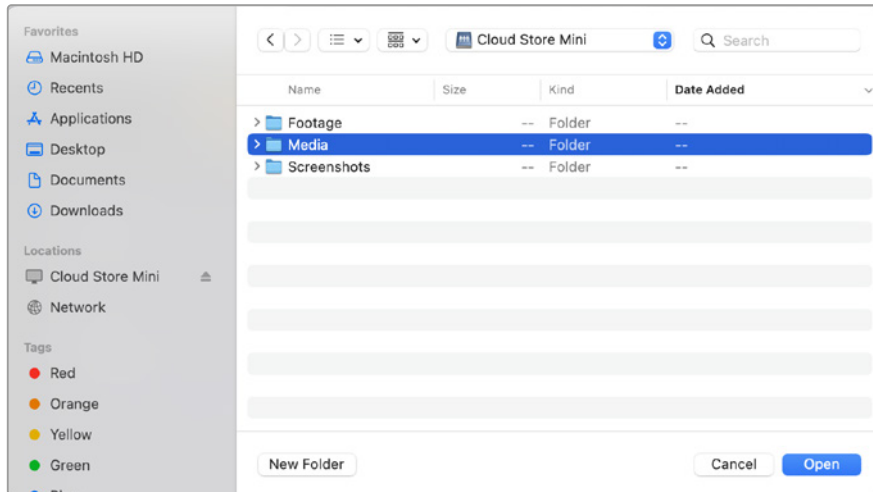 Favorites
Macintosh HD
Recents
Applications
Desktop
Documents
Downloads
Locations
Cloud Store Mini
Network
Tags
Red
Orange
Yellow
Green
Cloud Store Mini
Search
Name Size Kind Date Added
Footage -- Folder --
Media -- Folder --
Screenshots -- Folder --
New Folder
Cancel
Open